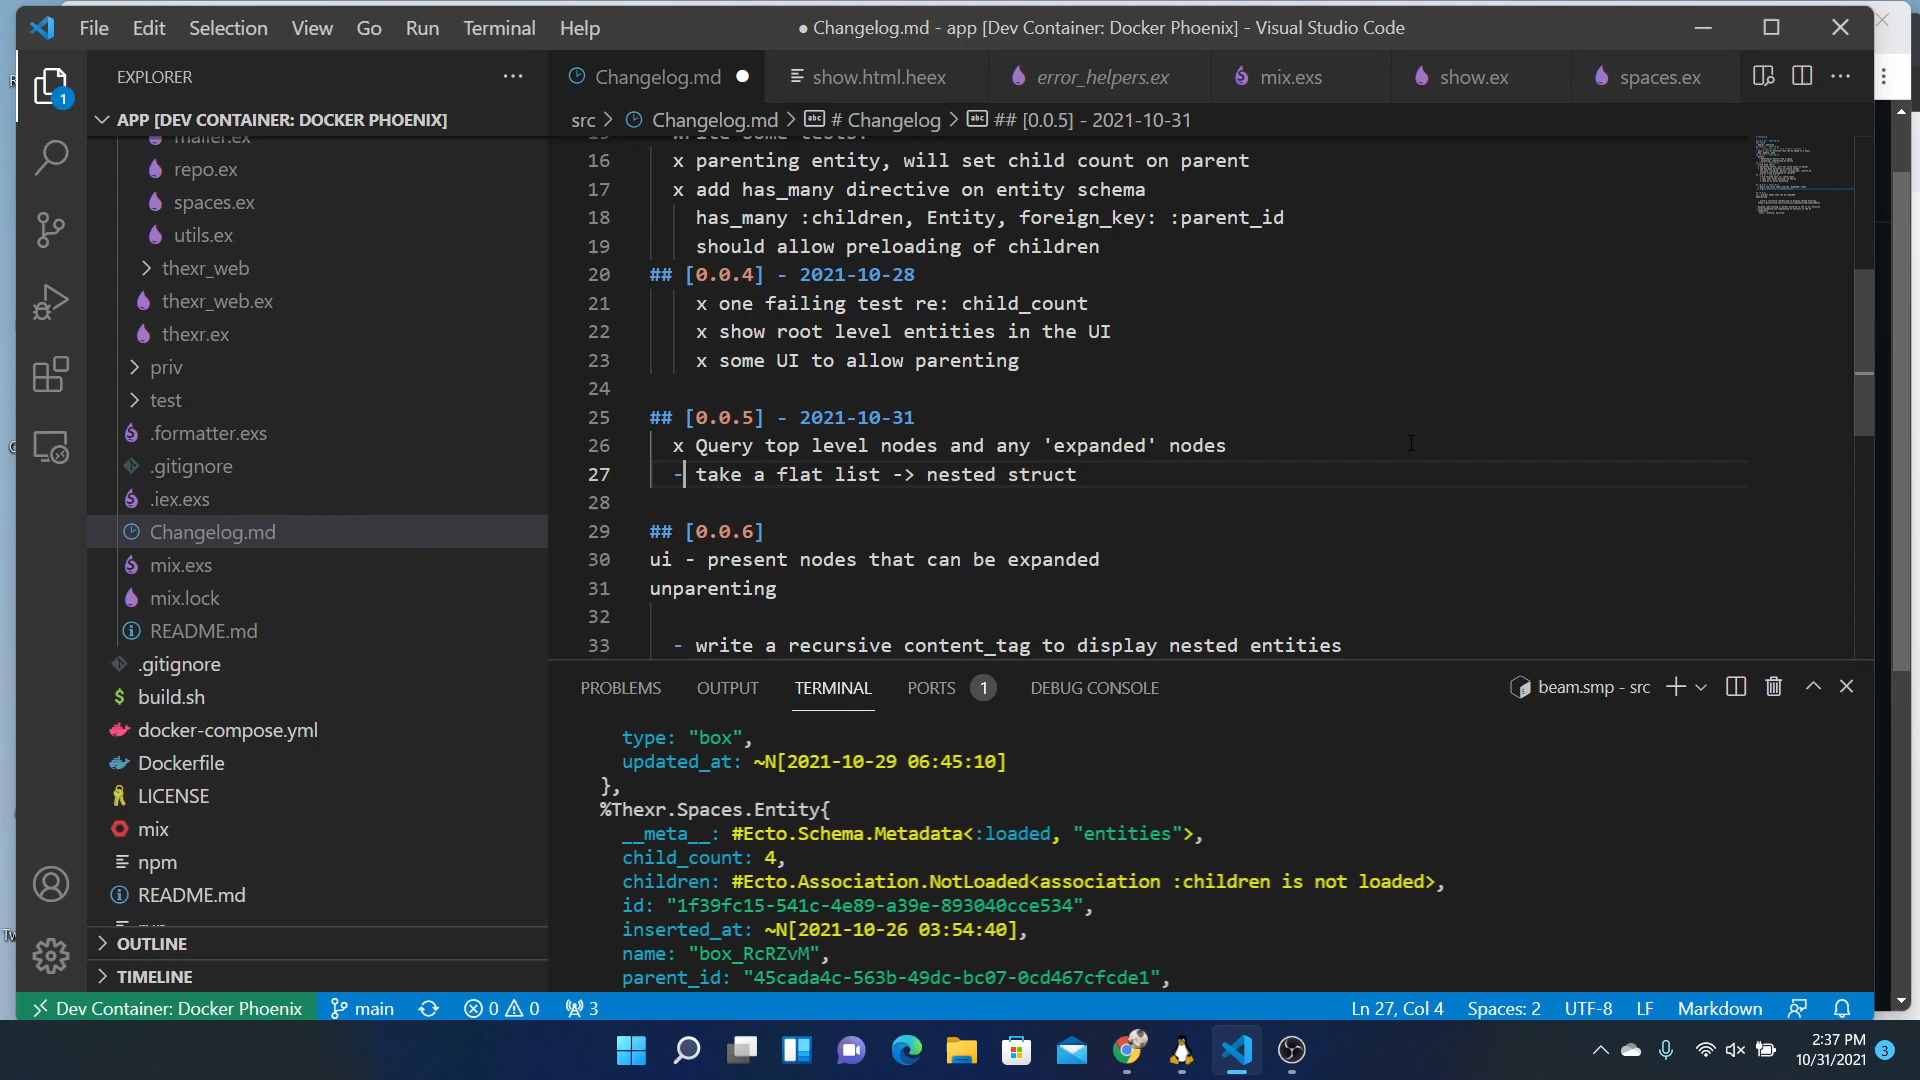 File Edit Selection View Go Run Terminal Help
● Changelog.md - app [Dev Container: Docker Phoenix] - Visual Studio Code
EXPLORER
Changelog.md
show.html.heex
error_helpers.ex
mix.exs
show.ex
spaces.ex
1
APP [DEV CONTAINER: DOCKER PHOENIX]
src > Changelog.md > # Changelog > ## [0.0.5] - 2021-10-31
mailer.ex
repo.ex
spaces.ex
utils.ex
thexr_web
thexr_web.ex
thexr.ex
priv
test
.formatter.exs
.gitignore
.iex.exs
Changelog.md
mix.exs
mix.lock
README.md
.gitignore
build.sh
docker-compose.yml
Dockerfile
LICENSE
mix
npm
README.md
OUTLINE
TIMELINE
15 write some tests:
16 x parenting entity, will set child count on parent
17 x add has_many directive on entity schema
18 has_many :children, Entity, foreign_key: :parent_id
19 should allow preloading of children
20 ## [0.0.4] - 2021-10-28
21 x one failing test re: child_count
22 x show root level entities in the UI
23 x some UI to allow parenting
24
25 ## [0.0.5] - 2021-10-31
26 x Query top level nodes and any 'expanded' nodes
27 - take a flat list -> nested struct
28
29 ## [0.0.6]
30 ui - present nodes that can be expanded
31 unparenting
32
33 - write a recursive content_tag to display nested entities
PROBLEMS OUTPUT TERMINAL PORTS 1 DEBUG CONSOLE
beam.smp - src
type: "box",
updated_at: ~N[2021-10-29 06:45:10]
},
%Thexr.Spaces.Entity{
__meta__: #Ecto.Schema.Metadata<:loaded, "entities">,
child_count: 4,
children: #Ecto.Association.NotLoaded<association :children is not loaded>,
id: "1f39fc15-541c-4e89-a39e-893040cce534",
inserted_at: ~N[2021-10-26 03:54:40],
name: "box_RcRZvM",
parent_id: "45cada4c-563b-49dc-bc07-0cd467cfcde1",
Dev Container: Docker Phoenix main 0 0 3
Ln 27, Col 4 Spaces: 2 UTF-8 LF Markdown
2:37 PM
10/31/2021
3